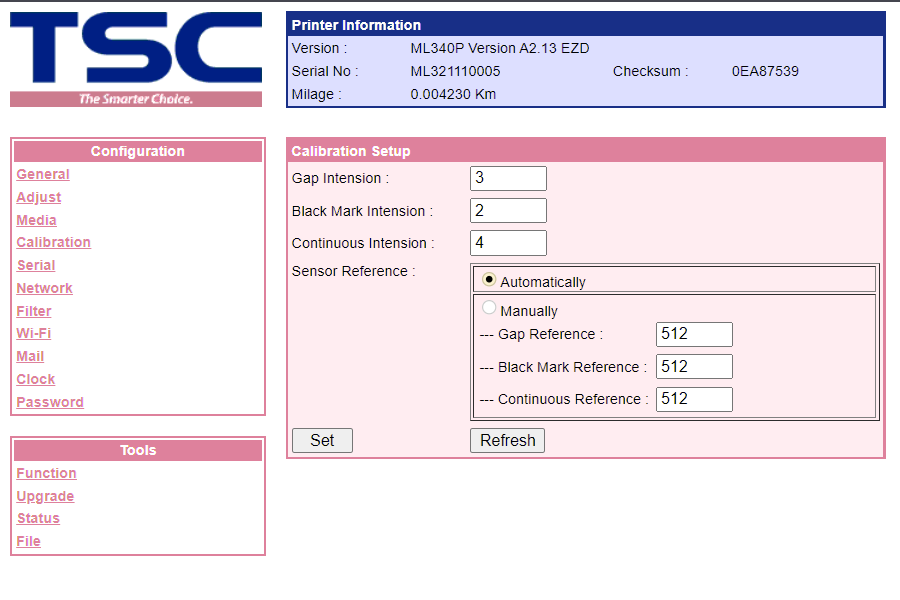 TSC
The Smarter Choice.
Printer Information
Version : ML340P Version A2.13 EZD
Serial No : ML321110005 Checksum : 0EA87539
Milage : 0.004230 Km
Configuration
General
Adjust
Media
Calibration
Serial
Network
Filter
Wi-Fi
Mail
Clock
Password
Tools
Function
Upgrade
Status
File
Calibration Setup
Gap Intension : 3
Black Mark Intension : 2
Continuous Intension : 4
Sensor Reference :
Automatically
Manually
--- Gap Reference : 512
--- Black Mark Reference : 512
--- Continuous Reference : 512
Set Refresh